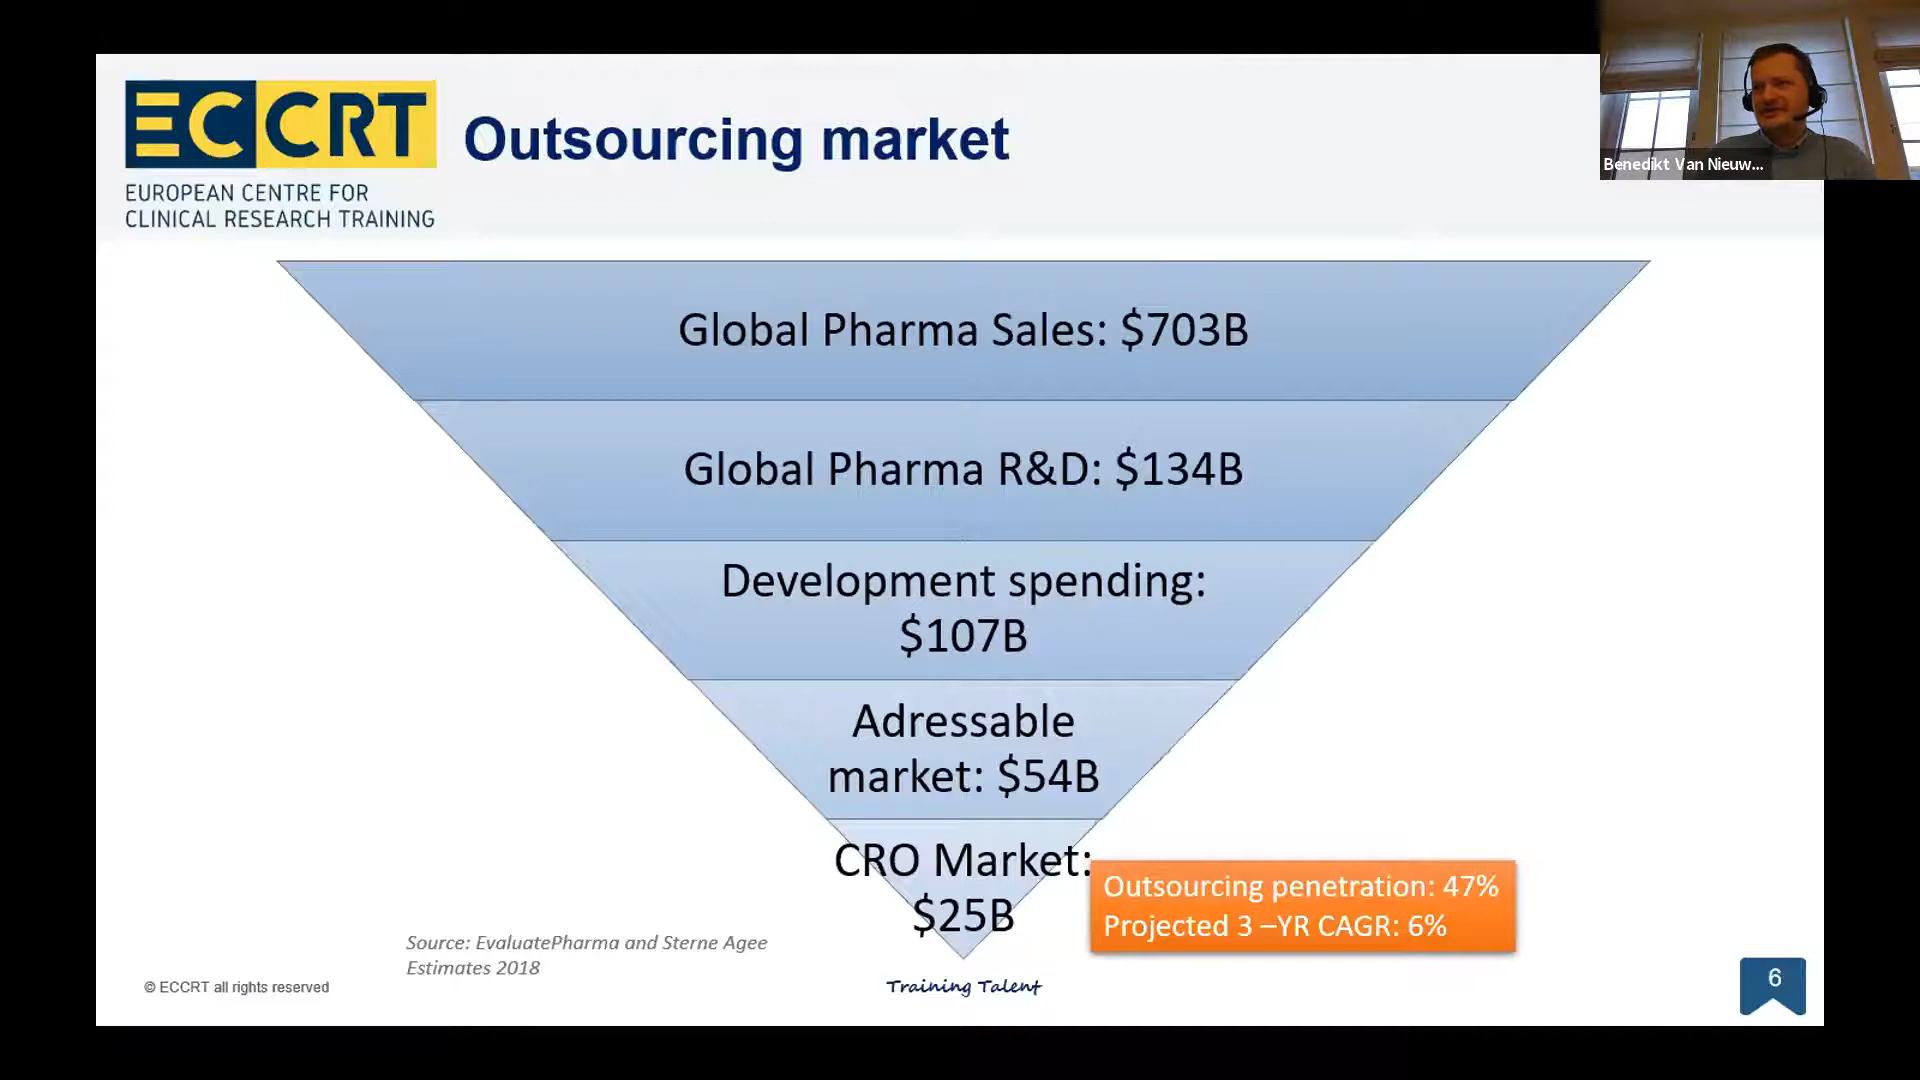 ECCRT
EUROPEAN CENTRE FOR
CLINICAL RESEARCH TRAINING
Outsourcing market
Benedikt Van Nieuw...
Global Pharma Sales: $703B
Global Pharma R&D: $134B
Development spending:
$107B
Adressable
market: $54B
CRO Market:
$25B
Outsourcing penetration: 47%
Projected 3 –YR CAGR: 6%
Source: EvaluatePharma and Sterne Agee
Estimates 2018
© ECCRT all rights reserved
Training Talent
6